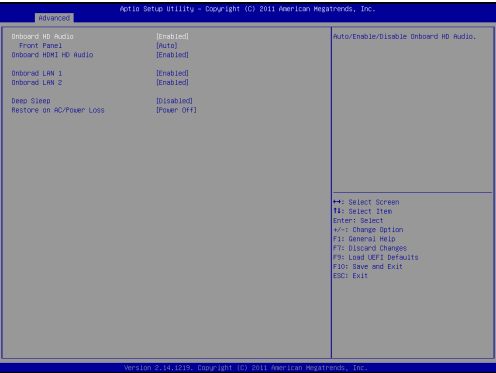 Aptio Setup Utility – Copyright (C) 2011 American Megatrends, Inc.
Advanced
Onboard HD Audio [Enabled]
Front Panel [Auto]
Onboard HDMI HD Audio [Enabled]
Onborad LAN 1 [Enabled]
Onborad LAN 2 [Enabled]
Deep Sleep [Disabled]
Restore on AC/Power Loss [Power Off]
Auto/Enable/Disable Onboard HD Audio.
↔: Select Screen
↑↓: Select Item
Enter: Select
+/-: Change Option
F1: General Help
F7: Discard Changes
F9: Load UEFI Defaults
F10: Save and Exit
ESC: Exit
Version 2.14.1219. Copyright (C) 2011 American Megatrends, Inc.